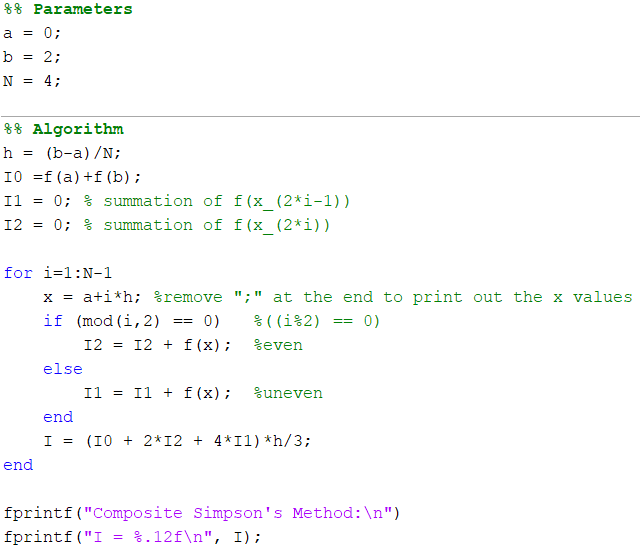 %% Parameters
a = 0;
b = 2;
N = 4;
%% Algorithm
h = (b-a)/N;
I0 =f(a)+f(b);
I1 = 0; % summation of f(x_(2*i-1))
I2 = 0; % summation of f(x_(2*i))
for i=1:N-1
    x = a+i*h; %remove ";" at the end to print out the x values
    if (mod(i,2) == 0)   %((i%2) == 0)
        I2 = I2 + f(x);  %even
    else
        I1 = I1 + f(x);  %uneven
    end
    I = (I0 + 2*I2 + 4*I1)*h/3;
end
fprintf("Composite Simpson's Method:\n")
fprintf("I = %.12f\n", I);